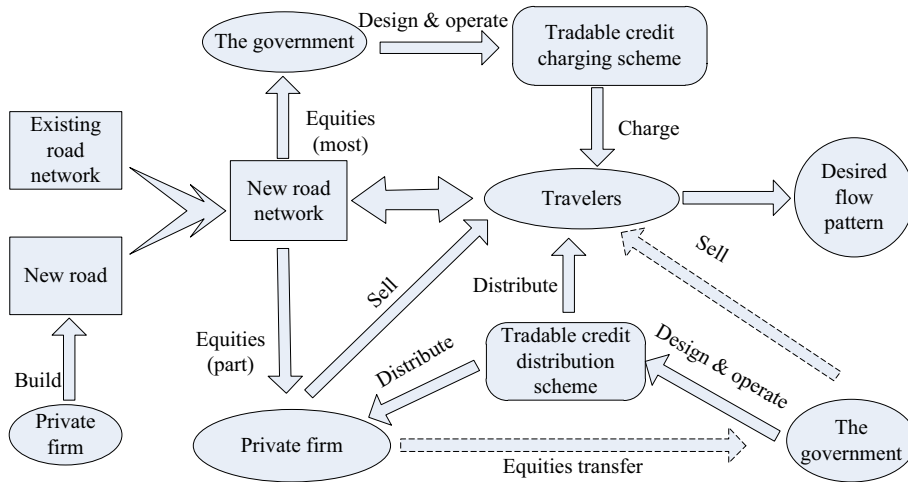 Design & operate
The government
Tradable credit
charging scheme
Equities
(most)
Charge
Existing
road
network
New road
network
Travelers
Desired
flow
pattern
New road
Sell
Sell
Distribute
Equities
(part)
Tradable credit
distribution
scheme
Design & operate
Distribute
Build
Private
firm
Private firm
Equities transfer
The
government